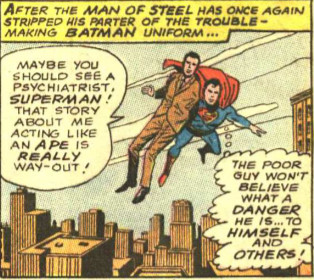 AFTER THE MAN OF STEEL HAS ONCE AGAIN
STRIPPED HIS PARTER OF THE TROUBLE-
MAKING BATMAN UNIFORM...
MAYBE YOU
SHOULD SEE A
PSYCHIATRIST,
SUPERMAN!
THAT STORY
ABOUT ME
ACTING LIKE
AN APE IS
REALLY
WAY-OUT!
THE POOR
GUY WON'T
BELIEVE
WHAT A
DANGER
HE IS...TO
HIMSELF
AND
OTHERS!